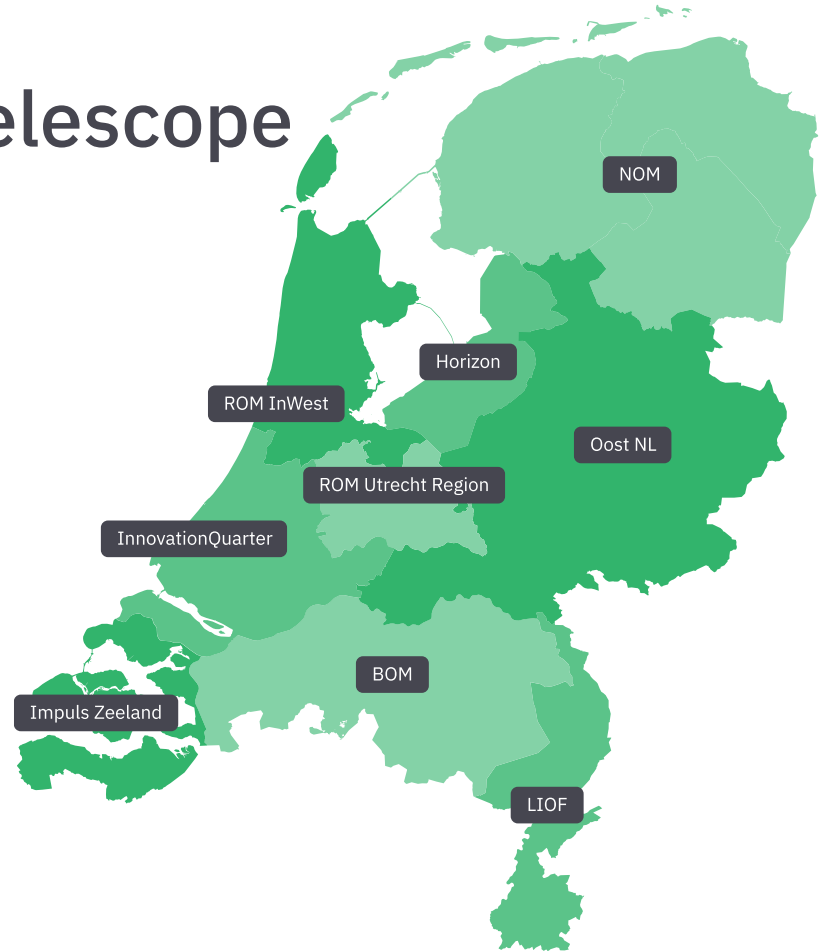 elescope
NOM
Horizon
ROM InWest
Oost NL
ROM Utrecht Region
InnovationQuarter
BOM
Impuls Zeeland
LIOF